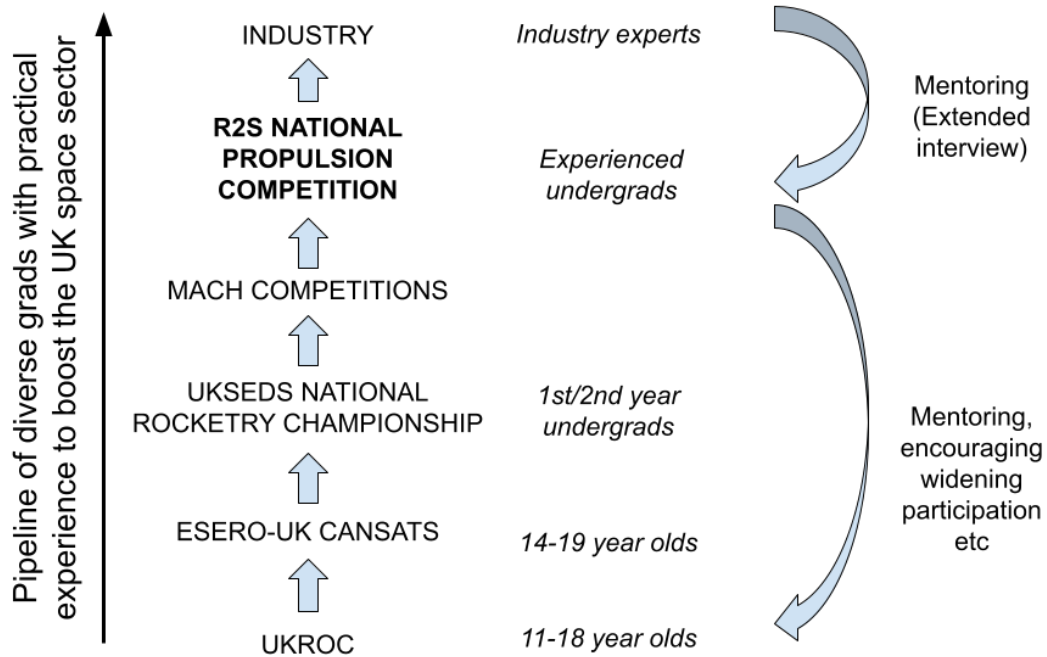 Pipeline of diverse grads with practical
experience to boost the UK space sector
INDUSTRY
Industry experts
R2S NATIONAL
PROPULSION
COMPETITION
Experienced
undergrads
Mentoring
(Extended
interview)
MACH COMPETITIONS
UKSEDS NATIONAL
ROCKETRY CHAMPIONSHIP
1st/2nd year
undergrads
Mentoring,
encouraging
widening
participation
etc
ESERO-UK CANSATS
14-19 year olds
UKROC
11-18 year olds